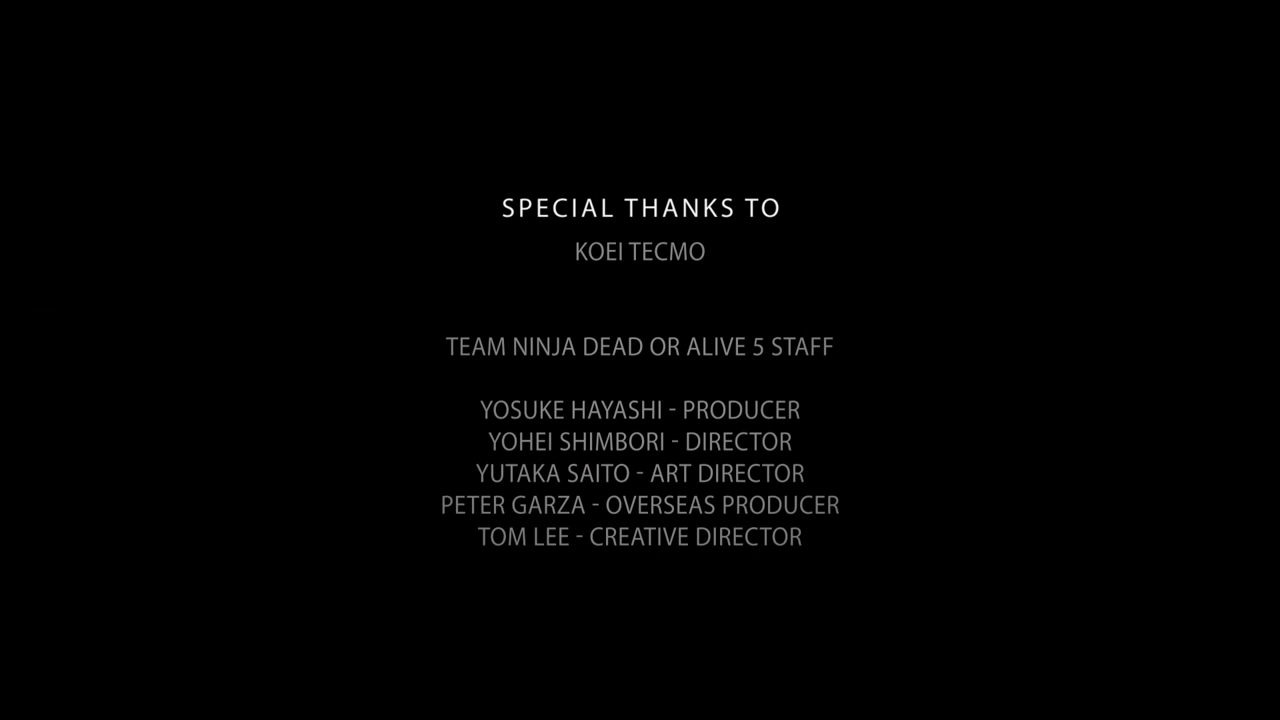 SPECIAL THANKS TO
KOEI TECMO
TEAM NINJA DEAD OR ALIVE 5 STAFF
YOSUKE HAYASHI - PRODUCER
YOHEI SHIMBORI - DIRECTOR
YUTAKA SAITO - ART DIRECTOR
PETER GARZA - OVERSEAS PRODUCER
TOM LEE - CREATIVE DIRECTOR